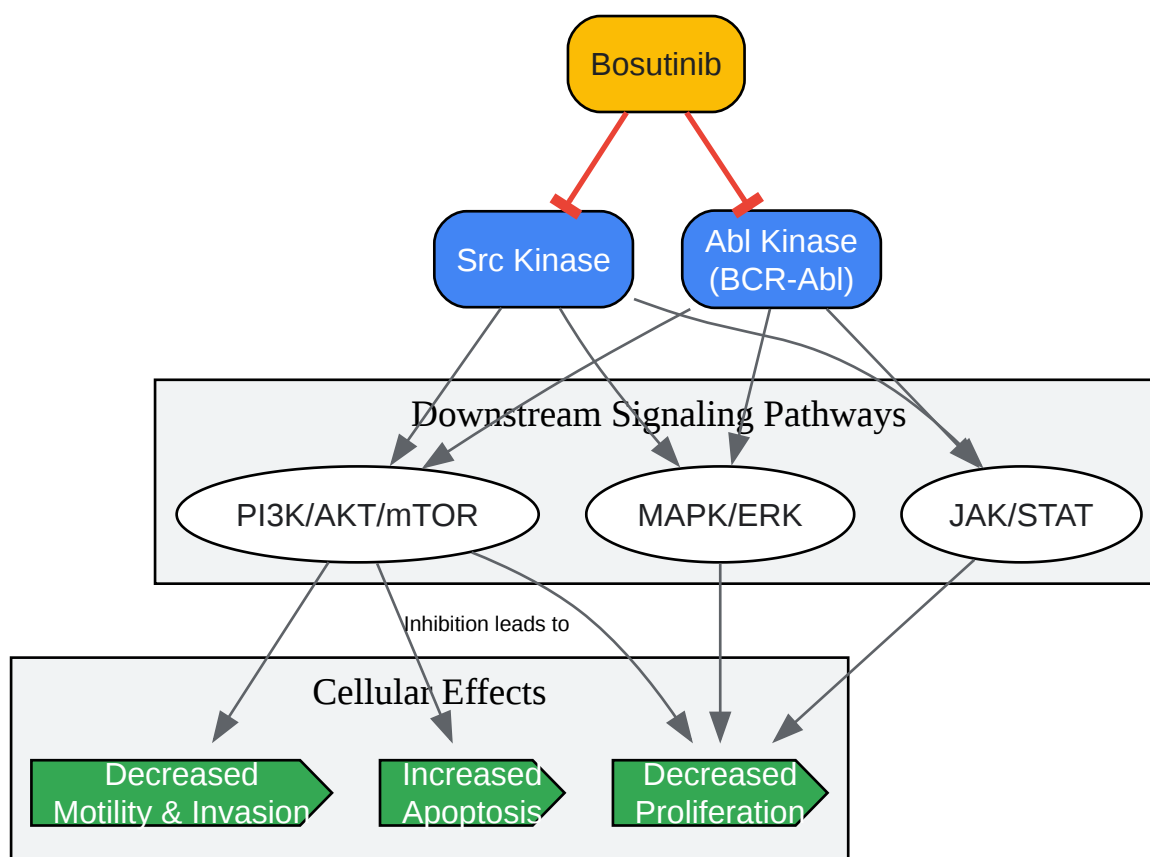 Bosutinib
Src Kinase
Abl Kinase
(BCR-Abl)
Downstream Signaling Pathways
PI3K/AKT/mTOR
MAPK/ERK
JAK/STAT
Inhibition leads to
Cellular Effects
Decreased
Motility & Invasion
Increased
Apoptosis
Decreased
Proliferation